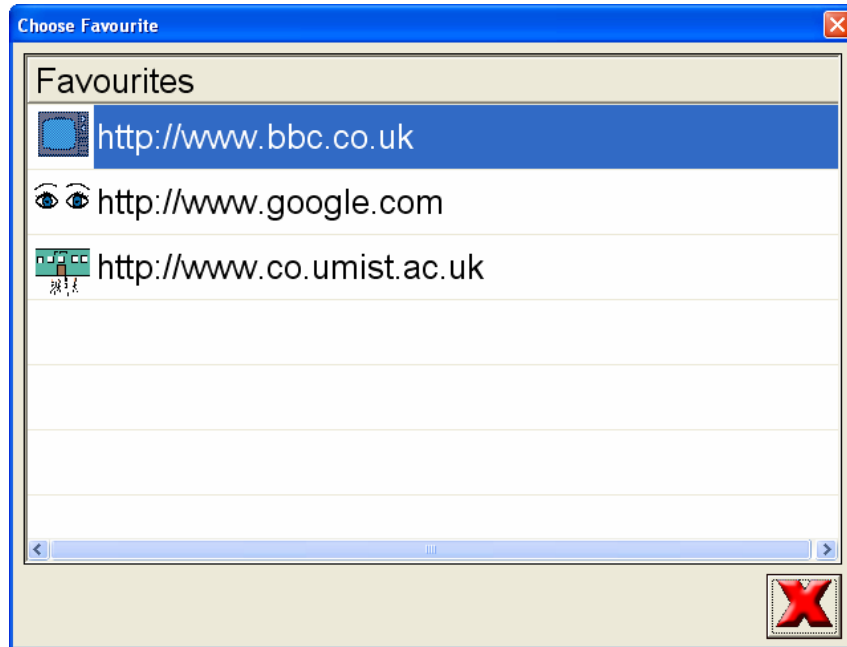 Choose Favourite
Favourites
http://www.bbc.co.uk
http://www.google.com
http://www.co.umist.ac.uk